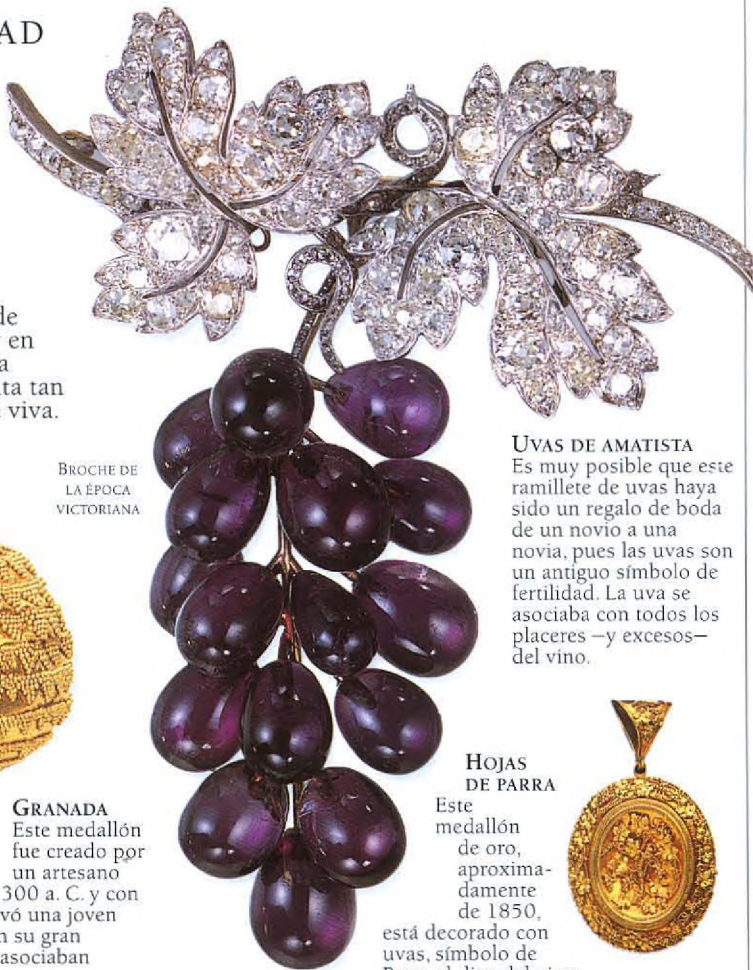 AD
de
en
a
ta tan
viva.
BROCHE DE
LA ÉPOCA
VICTORIANA
UVAS DE AMATISTA
Es muy posible que este
ramillete de uvas haya
sido un regalo de boda
de un novio a una
novia, pues las uvas son
un antiguo símbolo de
fertilidad. La uva se
asociaba con todos los
placeres —y excesos—
del vino.
GRANADA
Este medallón
fue creado por
un artesano
300 a. C. y con
vó una joven
n su gran
asociaban
HOJAS
DE PARRA
Este
medallón
de oro,
aproxima-
damente
de 1850,
está decorado con
uvas, símbolo de